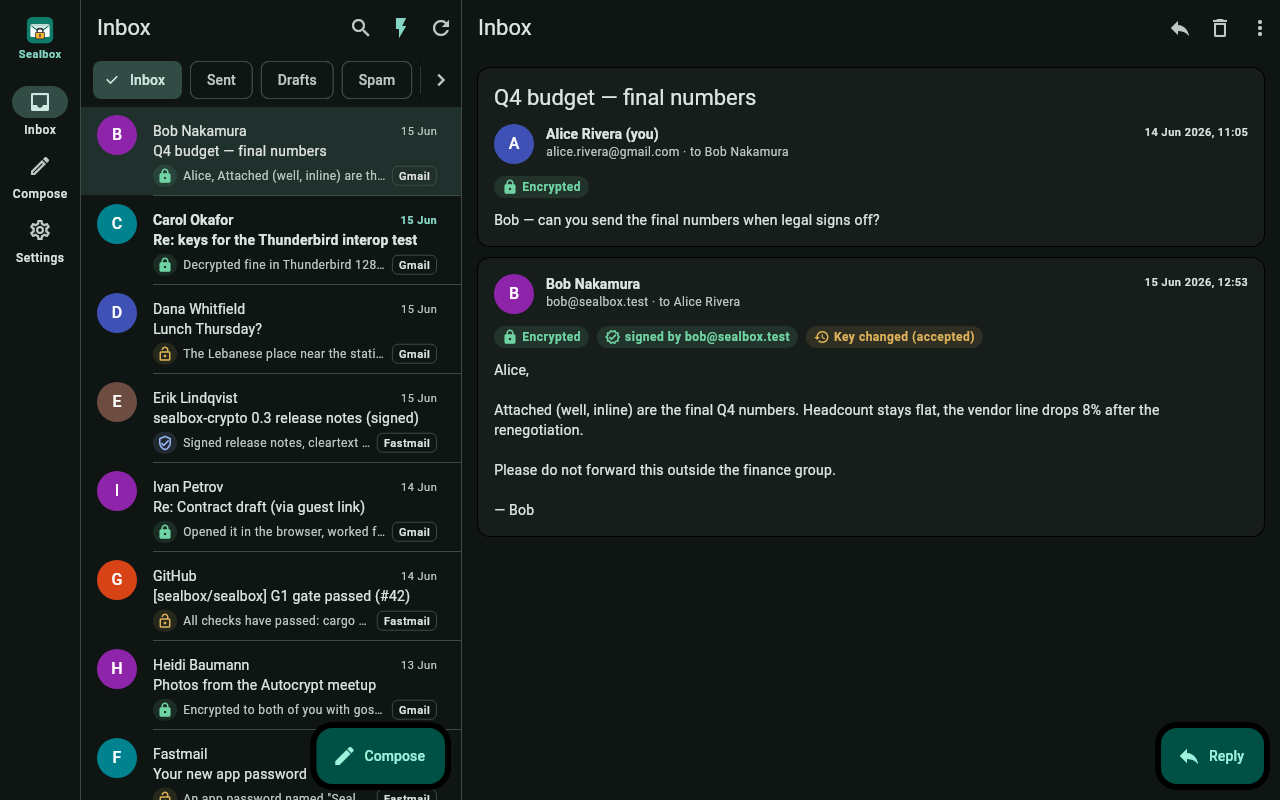 Sealbox
Inbox
Compose
Settings
Inbox
Inbox
Sent
Drafts
Spam
B
Bob Nakamura
15 Jun
Q4 budget — final numbers
Alice, Attached (well, inline) are th…
Gmail
C
Carol Okafor
15 Jun
Re: keys for the Thunderbird interop test
Decrypted fine in Thunderbird 128…
Gmail
D
Dana Whitfield
15 Jun
Lunch Thursday?
The Lebanese place near the stati…
Gmail
E
Erik Lindqvist
15 Jun
sealbox-crypto 0.3 release notes (signed)
Signed release notes, cleartext …
Fastmail
I
Ivan Petrov
14 Jun
Re: Contract draft (via guest link)
Opened it in the browser, worked f…
Gmail
G
GitHub
14 Jun
[sealbox/sealbox] G1 gate passed (#42)
All checks have passed: cargo …
Fastmail
H
Heidi Baumann
13 Jun
Photos from the Autocrypt meetup
Encrypted to both of you with gos…
Gmail
F
Fastmail
Your new app password
An app password named "Seal…
Fastmail
Compose
Inbox
Q4 budget — final numbers
A
Alice Rivera (you)
14 Jun 2026, 11:05
alice.rivera@gmail.com · to Bob Nakamura
Encrypted
Bob — can you send the final numbers when legal signs off?
B
Bob Nakamura
15 Jun 2026, 12:53
bob@sealbox.test · to Alice Rivera
Encrypted
signed by bob@sealbox.test
Key changed (accepted)
Alice,
Attached (well, inline) are the final Q4 numbers. Headcount stays flat, the vendor line drops 8% after the
renegotiation.
Please do not forward this outside the finance group.
— Bob
Reply